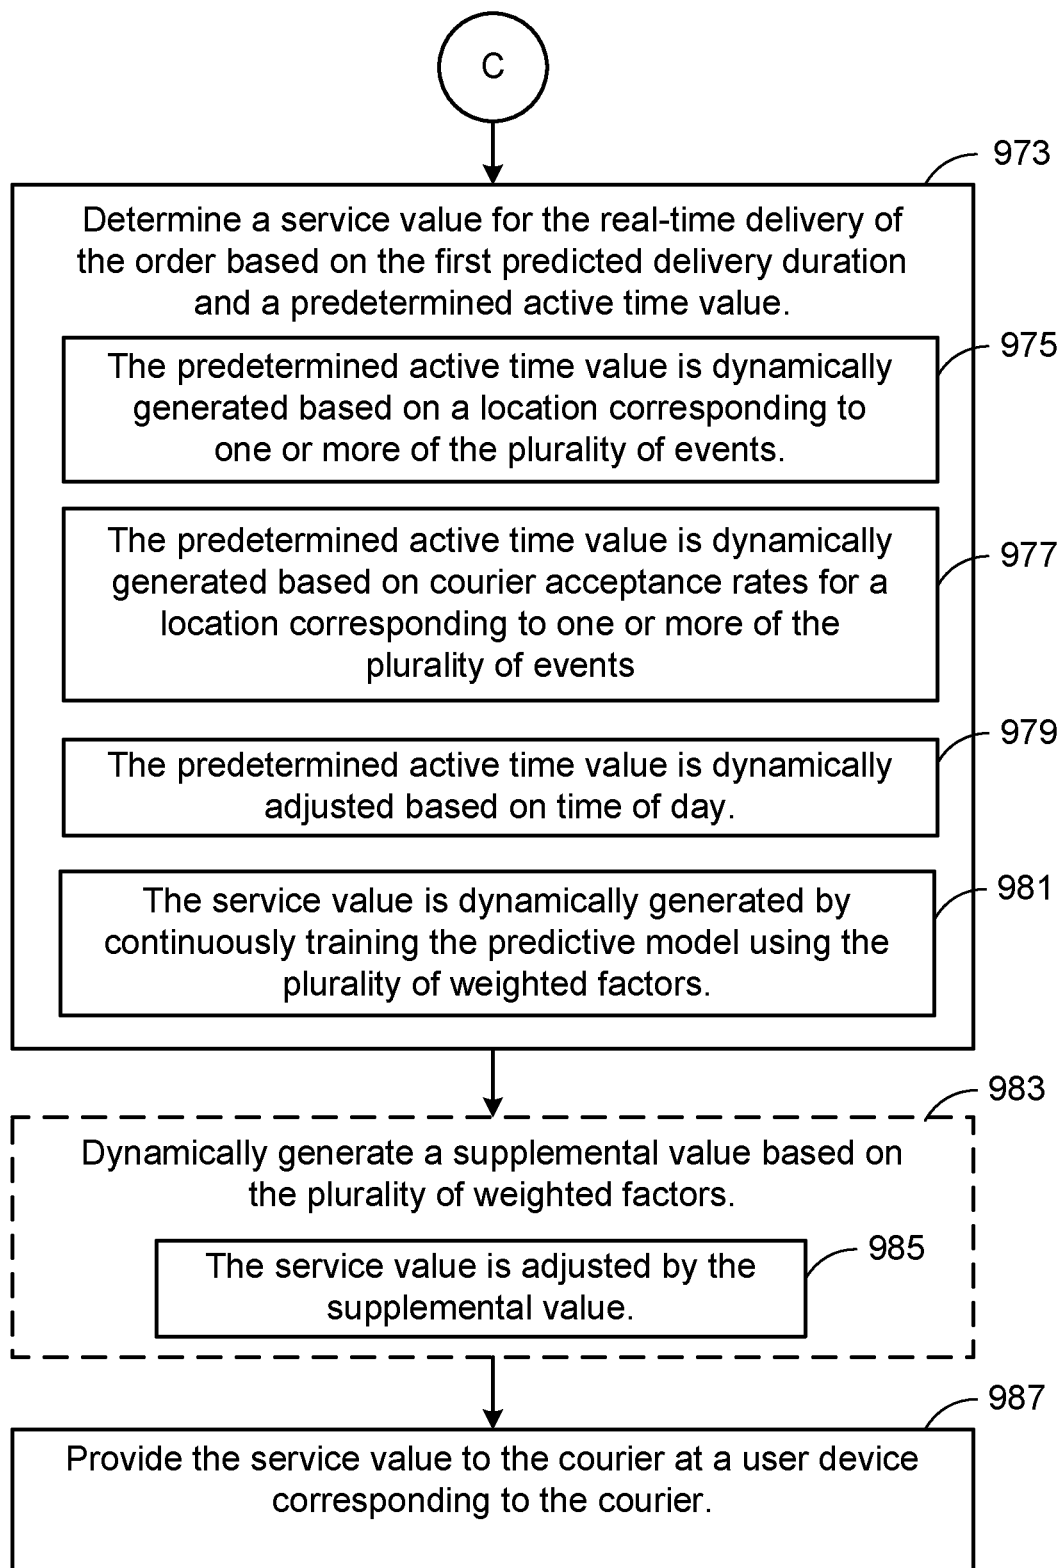 C
973
Determine a service value for the real-time delivery of
the order based on the first predicted delivery duration
and a predetermined active time value.
975
The predetermined active time value is dynamically
generated based on a location corresponding to
one or more of the plurality of events.
977
The predetermined active time value is dynamically
generated based on courier acceptance rates for a
location corresponding to one or more of the
plurality of events
979
The predetermined active time value is dynamically
adjusted based on time of day.
981
The service value is dynamically generated by
continuously training the predictive model using the
plurality of weighted factors.
983
Dynamically generate a supplemental value based on
the plurality of weighted factors.
985
The service value is adjusted by the
supplemental value.
987
Provide the service value to the courier at a user device
corresponding to the courier.